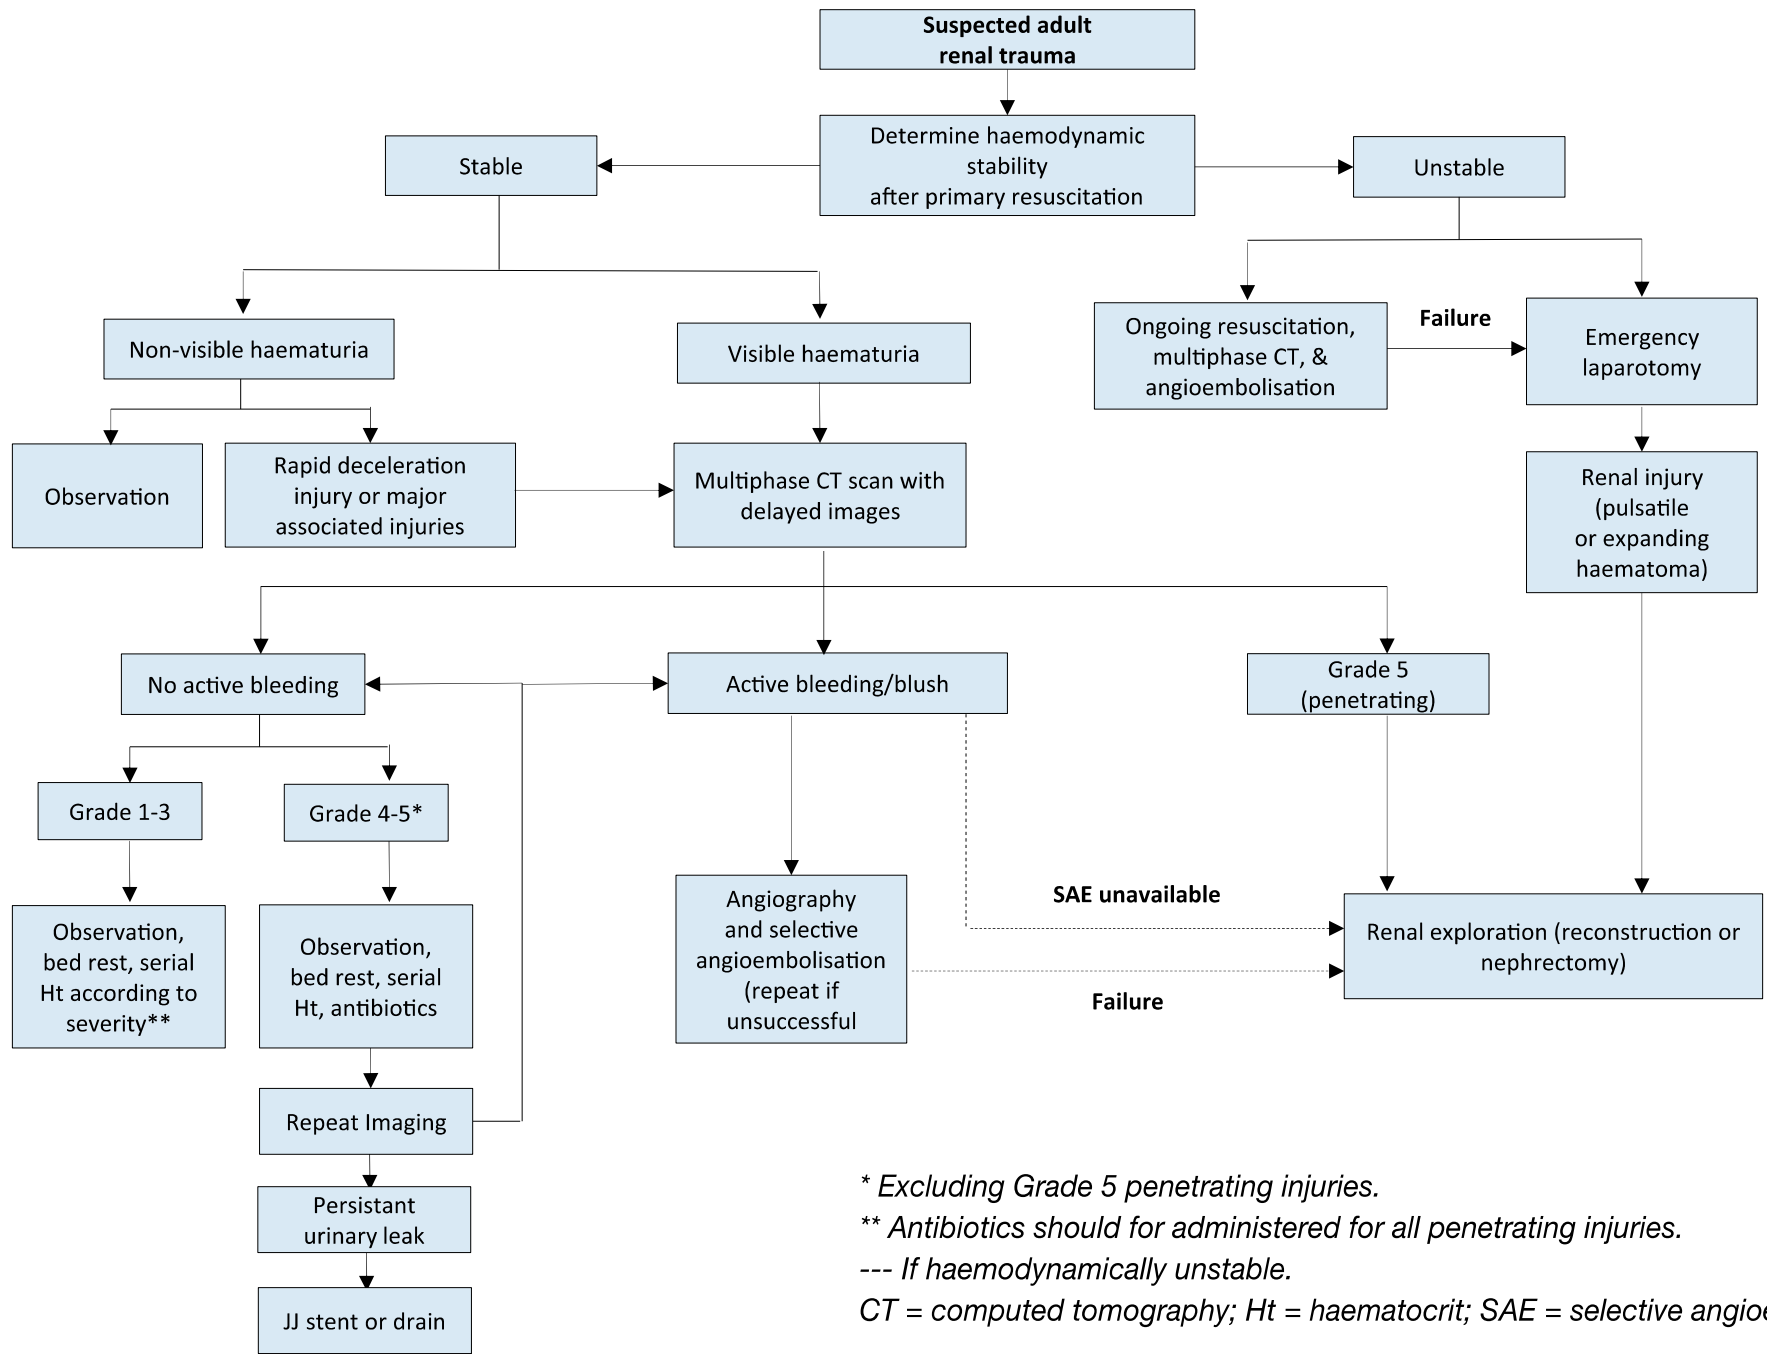 Suspected adult
renal trauma
Determine haemodynamic
stability
after primary resuscitation
Stable
Unstable
Non-visible haematuria
Visible haematuria
Ongoing resuscitation,
multiphase CT, &
angioembolisation
Failure
Emergency
laparotomy
Observation
Rapid deceleration
injury or major
associated injuries
Multiphase CT scan with
delayed images
Renal injury
(pulsatile
or expanding
haematoma)
No active bleeding
Active bleeding/blush
Grade 5
(penetrating)
Grade 1-3
Grade 4-5*
Observation,
bed rest, serial
Ht according to
severity**
Observation,
bed rest, serial
Ht, antibiotics
Angiography
and selective
angioembolisation
(repeat if
unsuccessful
SAE unavailable
Failure
Renal exploration (reconstruction or
nephrectomy)
Repeat Imaging
Persistant
urinary leak
JJ stent or drain
* Excluding Grade 5 penetrating injuries.
** Antibiotics should for administered for all penetrating injuries.
--- If haemodynamically unstable.
CT = computed tomography; Ht = haematocrit; SAE = selective